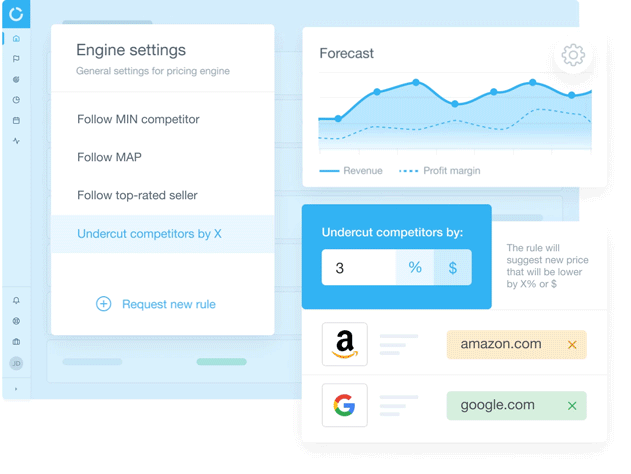 Engine settings
General settings for pricing engine
Follow MIN competitor
Follow MAP
Follow top-rated seller
Undercut competitors by X
Request new rule
JD
Forecast
Revenue
Profit margin
Undercut competitors by:
3
%
$
The rule will
suggest new price
that will be lower
by X% or $
a
amazon.com
G
google.com